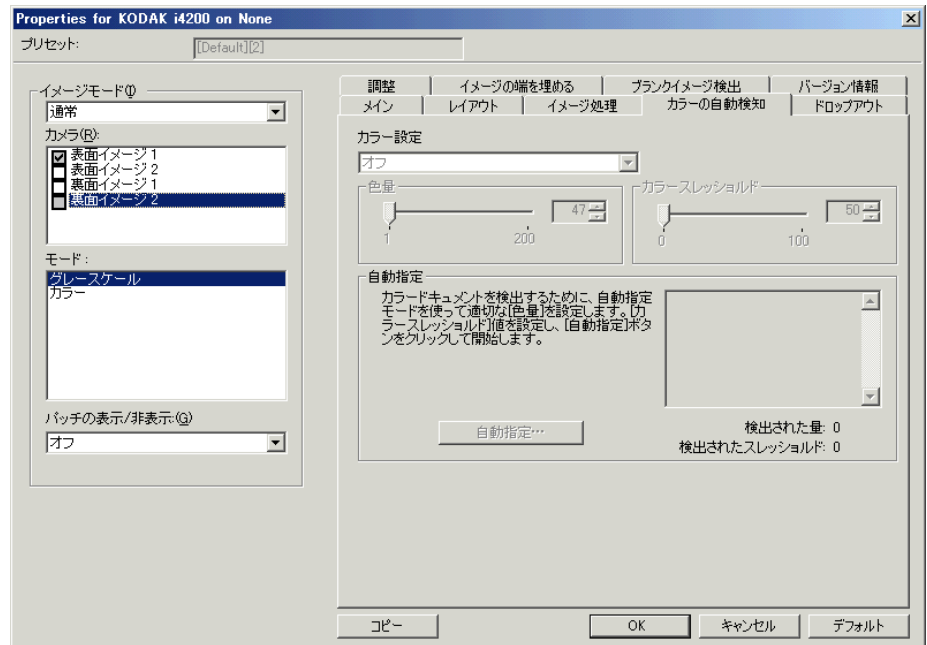 Properties for KODAK i4200 on None
プリセット:
[Default][2]
イメージモード(I)
通常
カメラ(R):
表面イメージ 1
表面イメージ 2
裏面イメージ 1
裏面イメージ 2
モード:
グレースケール
カラー
パッチの表示/非表示:(G)
オフ
調整
イメージの端を埋める
ブランクイメージ検出
バージョン情報
メイン
レイアウト
イメージ処理
カラーの自動検知
ドロップアウト
カラー設定
オフ
色量
47
1
200
カラースレッショルド
50
0
100
自動指定
カラードキュメントを検出するために、自動指定
モードを使って適切な[色量]を設定します。[カ
ラースレッショルド]値を設定し、[自動指定]ボタ
ンをクリックして開始します。
自動指定…
検出された量: 0
検出されたスレッショルド: 0
コピー
OK
キャンセル
デフォルト